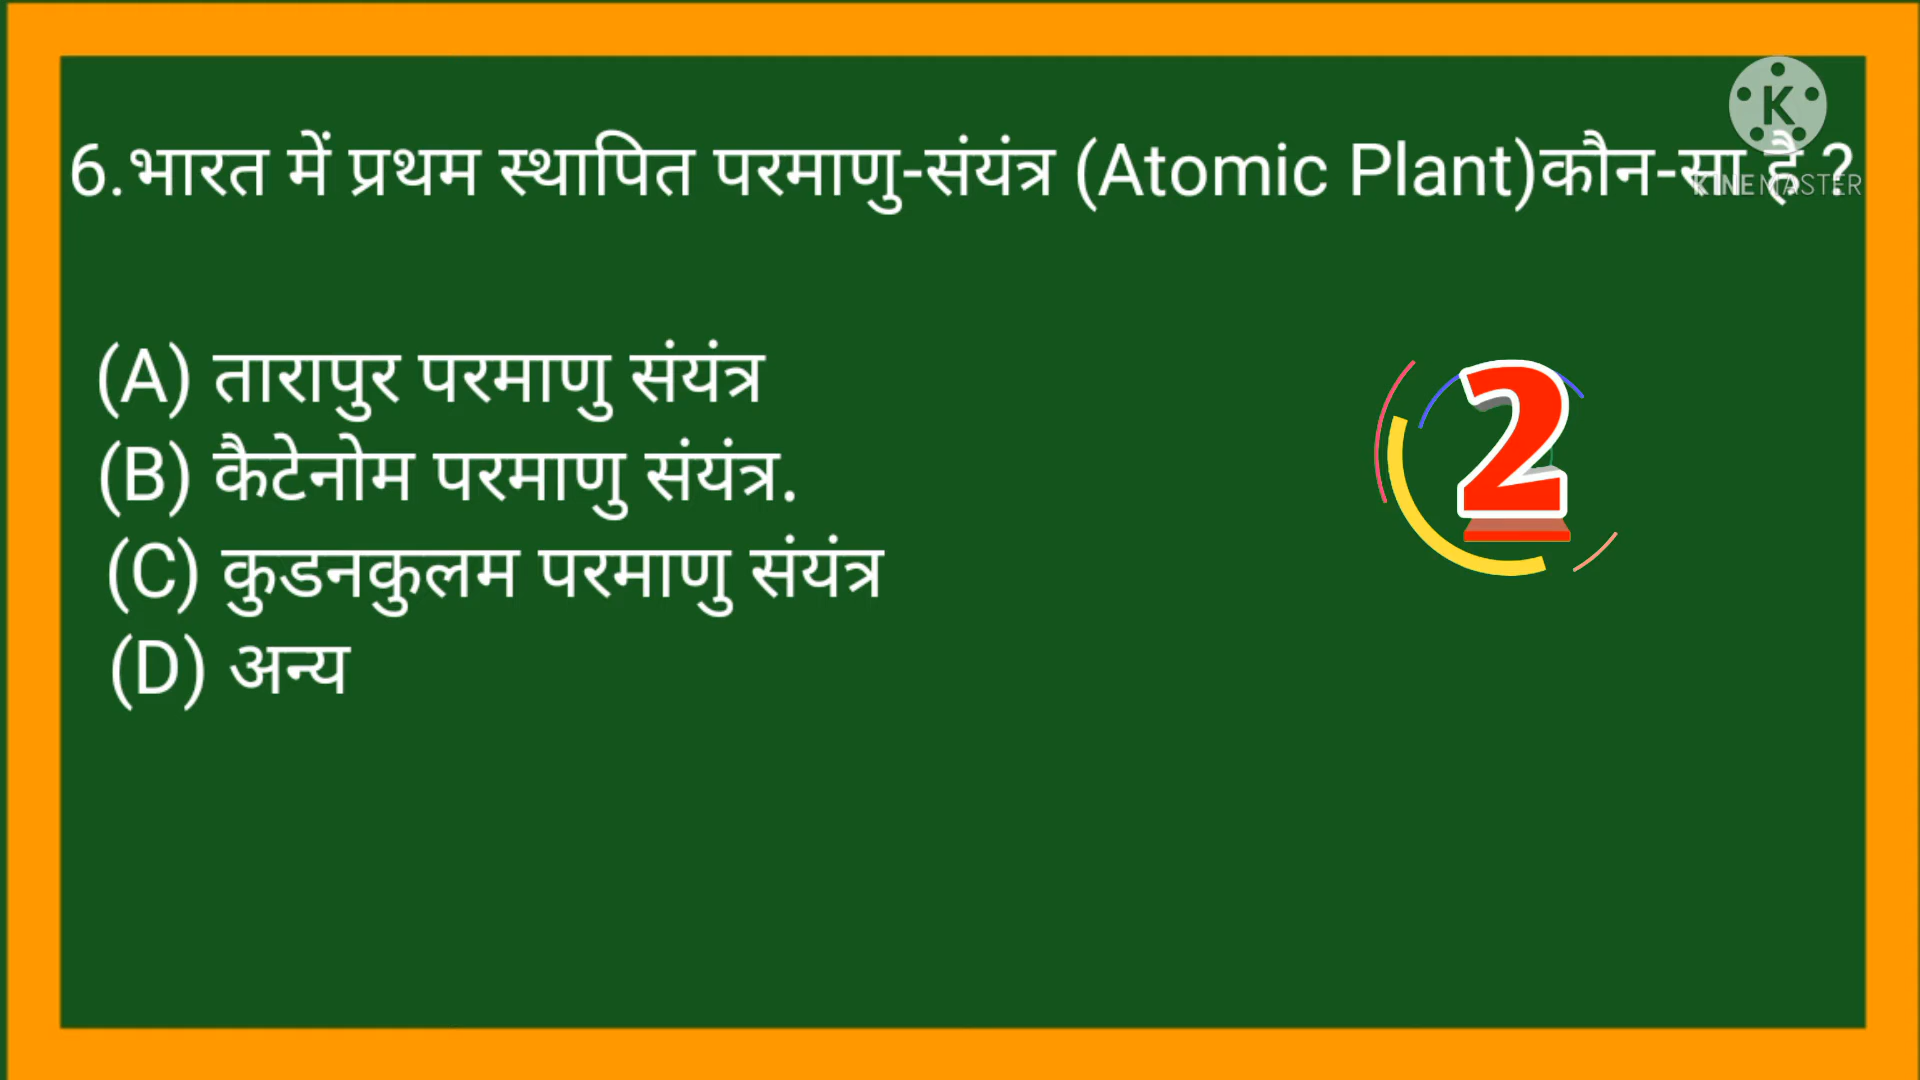 K
6.भारत में प्रथम स्थापित परमाणु-संयंत्र (Atomic Plant)कौन-सा है ?
KINEMASTER
(A) तारापुर परमाणु संयंत्र
(B) कैटेनोम परमाणु संयंत्र.
(C) कुडनकुलम परमाणु संयंत्र
(D) अन्य
2